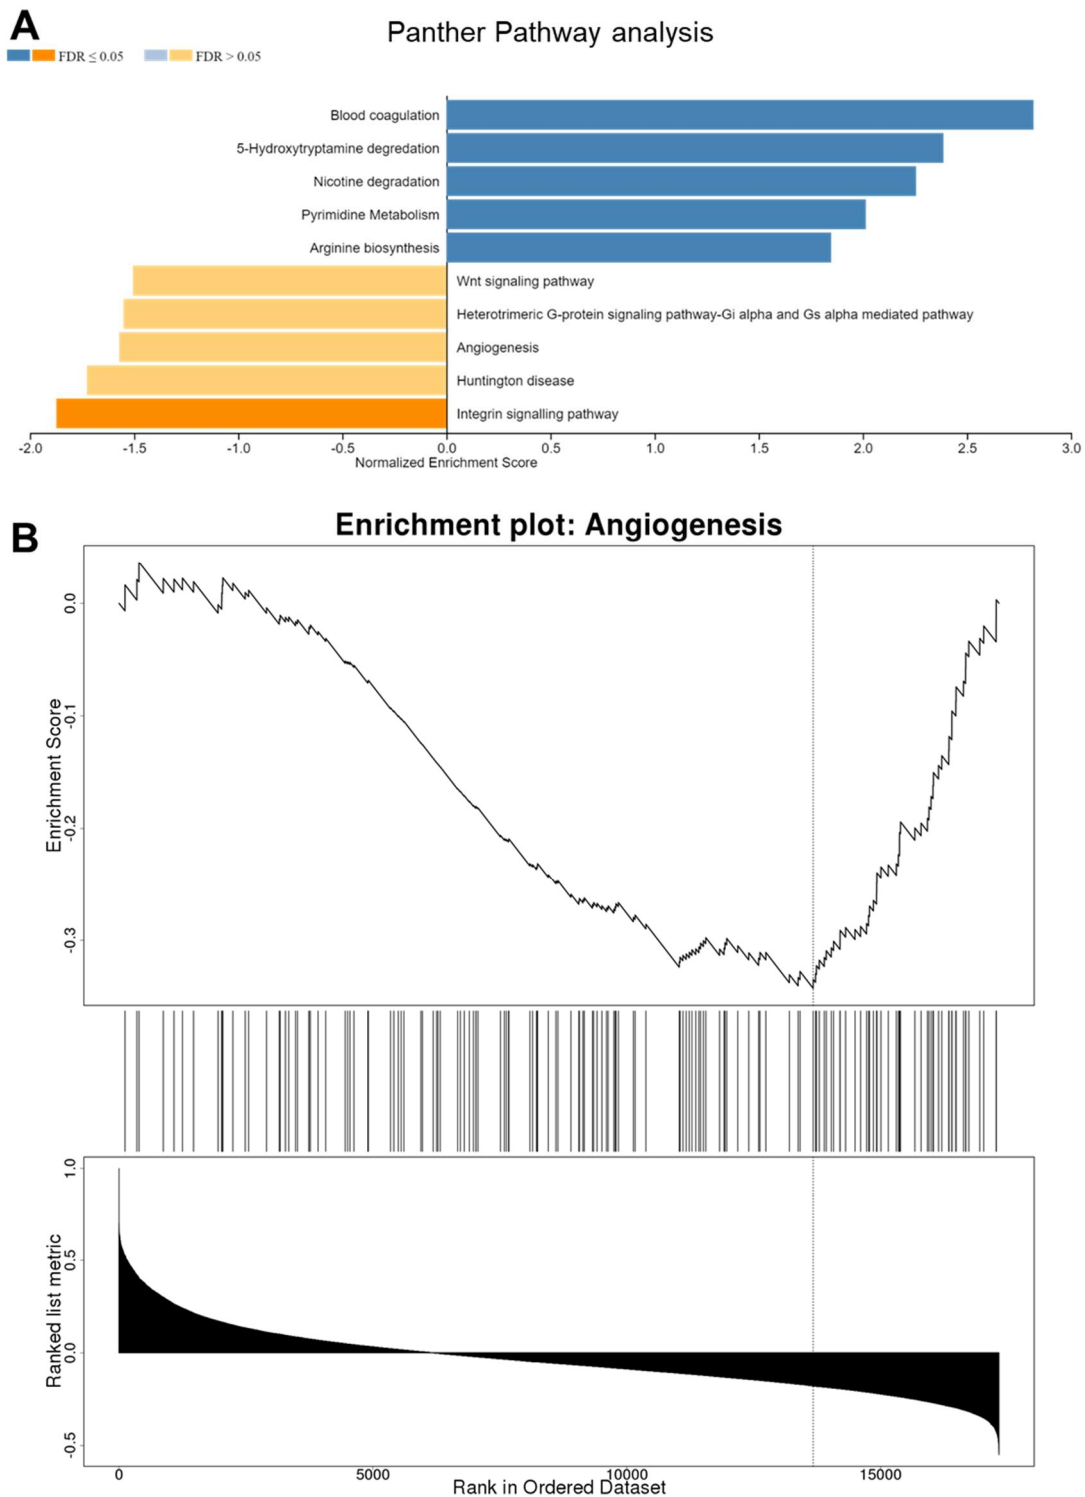 A
Panther Pathway analysis
FDR ≤ 0.05 FDR > 0.05
Blood coagulation
5-Hydroxytryptamine degredation
Nicotine degradation
Pyrimidine Metabolism
Arginine biosynthesis
Wnt signaling pathway
Heterotrimeric G-protein signaling pathway-Gi alpha and Gs alpha mediated pathway
Angiogenesis
Huntington disease
Integrin signalling pathway
-2.0 -1.5 -1.0 -0.5 0.0 0.5 1.0 1.5 2.0 2.5 3.0
Normalized Enrichment Score
B
Enrichment plot: Angiogenesis
Enrichment Score
0.0
-0.1
-0.2
-0.3
Ranked list metric
1.0
0.5
0.0
-0.5
0 5000 10000 15000
Rank in Ordered Dataset